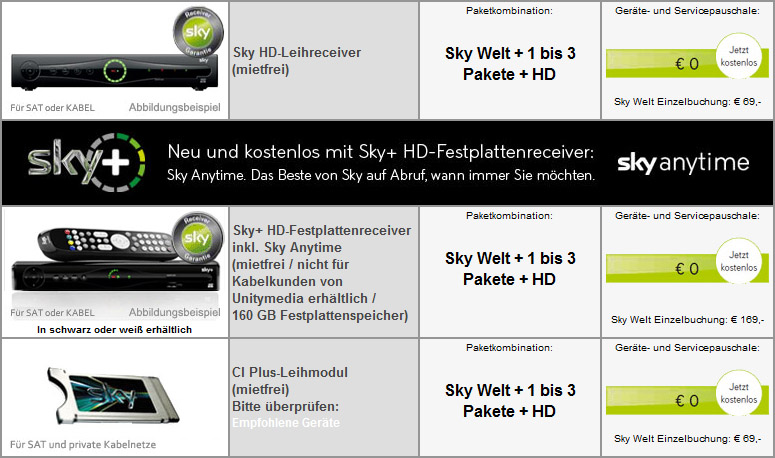 Receiver
sky
Garantie
sky
Für SAT oder KABEL
Abbildungsbeispiel
Sky HD-Leihreceiver
(mietfrei)
Paketkombination:
Sky Welt + 1 bis 3
Pakete + HD
Geräte- und Servicepauschale:
€ 0
Jetzt
kostenlos
Sky Welt Einzelbuchung: € 69,-
sky+
Neu und kostenlos mit Sky+ HD-Festplattenreceiver:
Sky Anytime. Das Beste von Sky auf Abruf, wann immer Sie möchten.
sky anytime
Receiver
sky
Garantie
sky+
Für SAT oder KABEL
Abbildungsbeispiel
In schwarz oder weiß erhältlich
Sky+ HD-Festplattenreceiver
inkl. Sky Anytime
(mietfrei / nicht für
Kabelkunden von
Unitymedia erhältlich /
160 GB Festplattenspeicher)
Paketkombination:
Sky Welt + 1 bis 3
Pakete + HD
Geräte- und Servicepauschale:
€ 0
Jetzt
kostenlos
Sky Welt Einzelbuchung: € 169,-
Für SAT und private Kabelnetze
CI Plus-Leihmodul
(mietfrei)
Bitte überprüfen:
Empfohlene Geräte
Paketkombination:
Sky Welt + 1 bis 3
Pakete + HD
Geräte- und Servicepauschale:
€ 0
Jetzt
kostenlos
Sky Welt Einzelbuchung: € 69,-